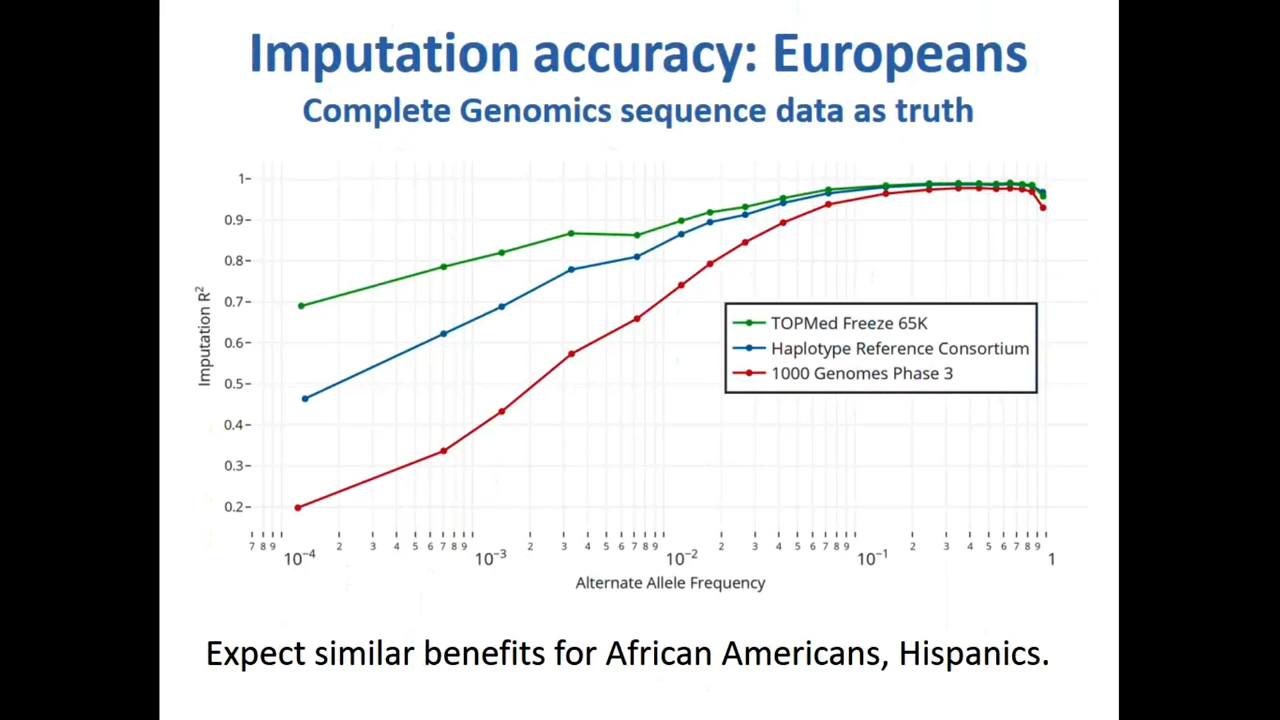 Imputation accuracy: Europeans
Complete Genomics sequence data as truth
1
0.9
0.8
0.7
0.6
0.5
0.4
0.3
0.2
Imputation R²
TOPMed Freeze 65K
Haplotype Reference Consortium
1000 Genomes Phase 3
7 8 9 10⁻⁴ 2 3 4 5 6 7 8 9 10⁻³ 2 3 4 5 6 7 8 9 10⁻² 2 3 4 5 6 7 8 9 10⁻¹ 2 3 4 5 6 7 8 9 1
Alternate Allele Frequency
Expect similar benefits for African Americans, Hispanics.